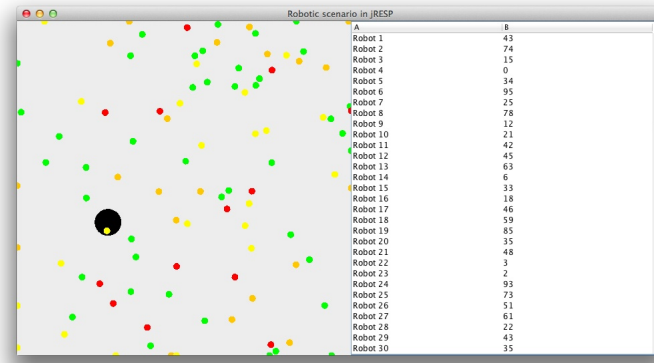 Robotic scenario in jRESP
A B
Robot 1 43
Robot 2 74
Robot 3 15
Robot 4 0
Robot 5 34
Robot 6 95
Robot 7 25
Robot 8 78
Robot 9 12
Robot 10 21
Robot 11 42
Robot 12 45
Robot 13 63
Robot 14 6
Robot 15 33
Robot 16 18
Robot 17 46
Robot 18 59
Robot 19 85
Robot 20 35
Robot 21 48
Robot 22 3
Robot 23 2
Robot 24 93
Robot 25 73
Robot 26 51
Robot 27 61
Robot 28 22
Robot 29 43
Robot 30 35